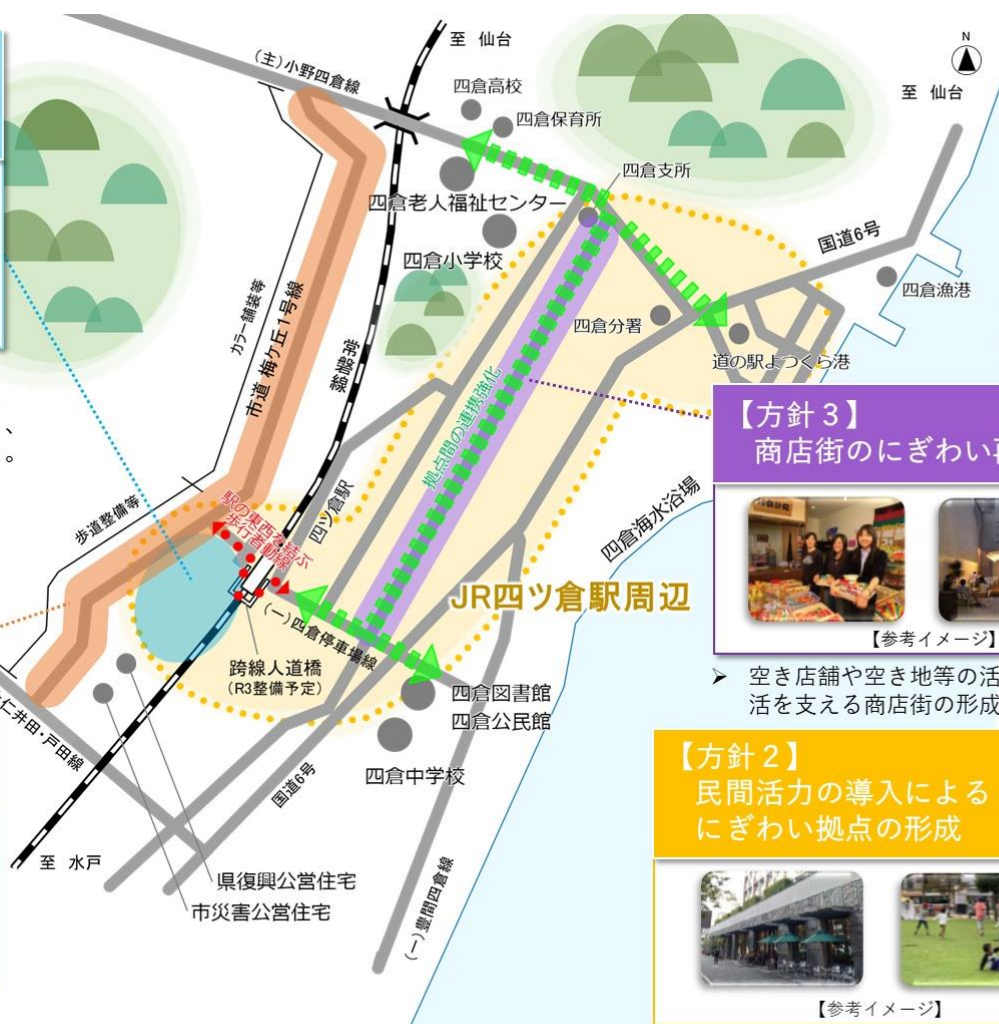 N
至 仙台
至 仙台
(主)小野四倉線
四倉高校
四倉保育所
四倉支所
四倉老人福祉センター
四倉小学校
国道6号
四倉漁港
四倉分署
道の駅よつくら港
カラー舗装等
市道 梅ケ丘1号線
常磐線
拠点間の連携強化
、
。
歩道整備等
駅の東西を結ぶ
歩行者動線
四ツ倉駅
四倉海水浴場
JR四ツ倉駅周辺
(一)四倉停車場線
跨線人道橋
(R3整備予定)
四倉図書館
四倉公民館
四倉中学校
仁井田・戸田線
国道6号
至 水戸
県復興公営住宅
市災害公営住宅
(一)豊間四倉線
【方針3】
商店街のにぎわい
【参考イメージ】
➢ 空き店舗や空き地等の活
活を支える商店街の形成
【方針2】
民間活力の導入による
にぎわい拠点の形成
【参考イメージ】